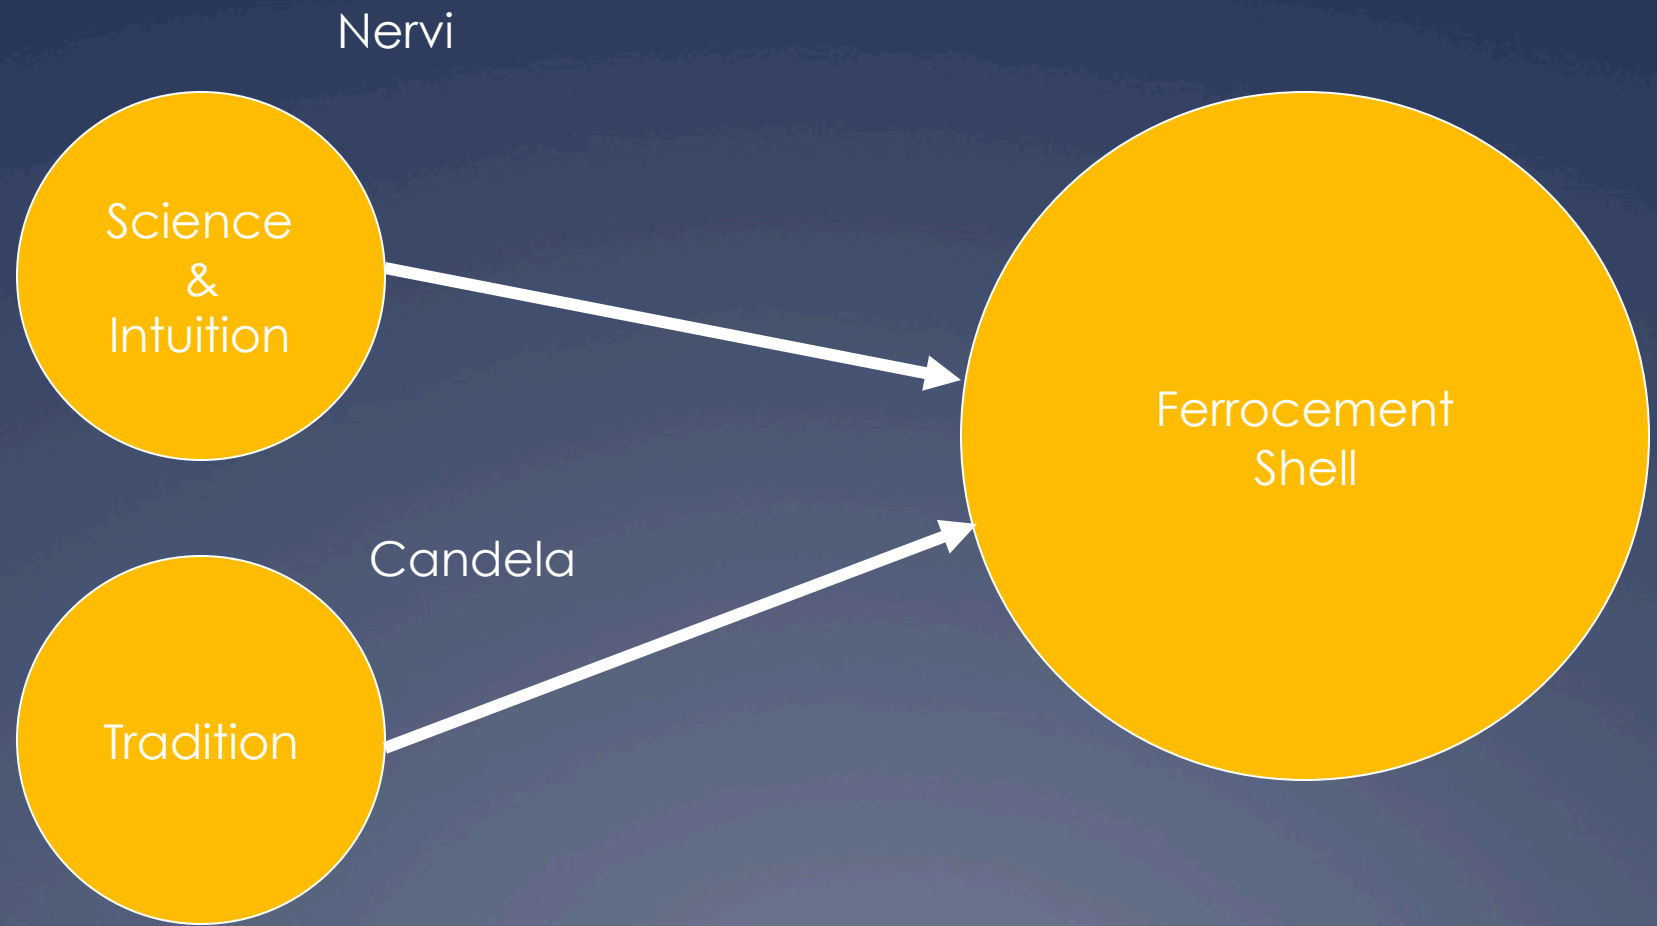 Nervi
Science
&
Intuition
Ferrocement
Shell
Candela
Tradition